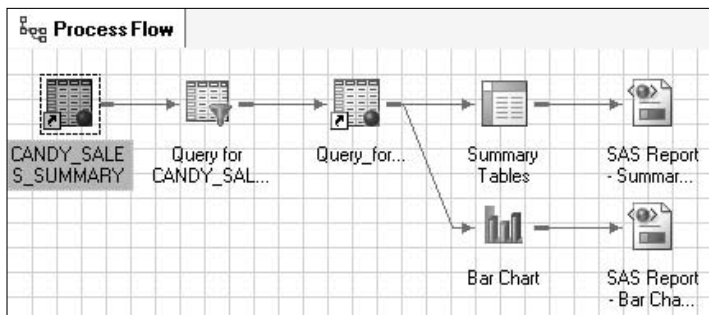 Process Flow
CANDY_SALE
S_SUMMARY
Query for
CANDY_SAL...
Query_for...
Summary
Tables
SAS Report
- Summar...
Bar Chart
SAS Report
- Bar Cha...